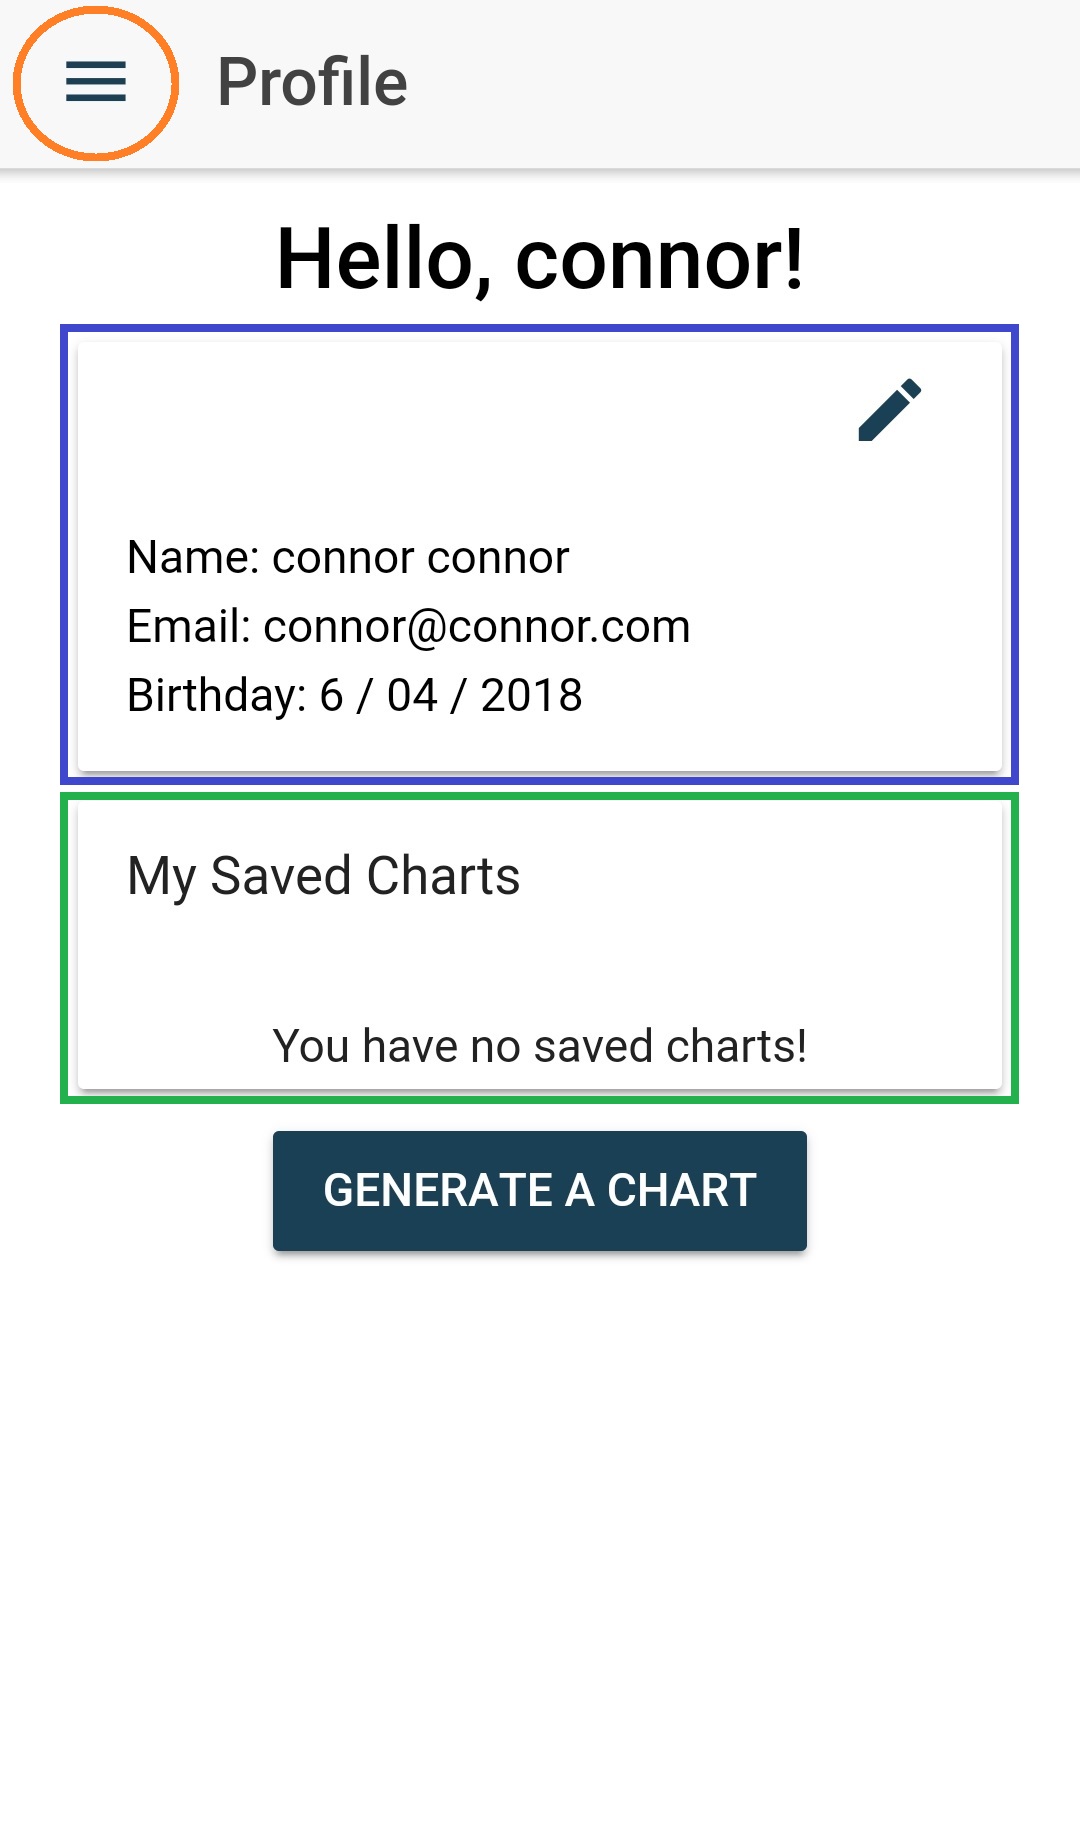 Profile
Hello, connor!
Name: connor connor
Email: connor@connor.com
Birthday: 6 / 04 / 2018
My Saved Charts
You have no saved charts!
GENERATE A CHART